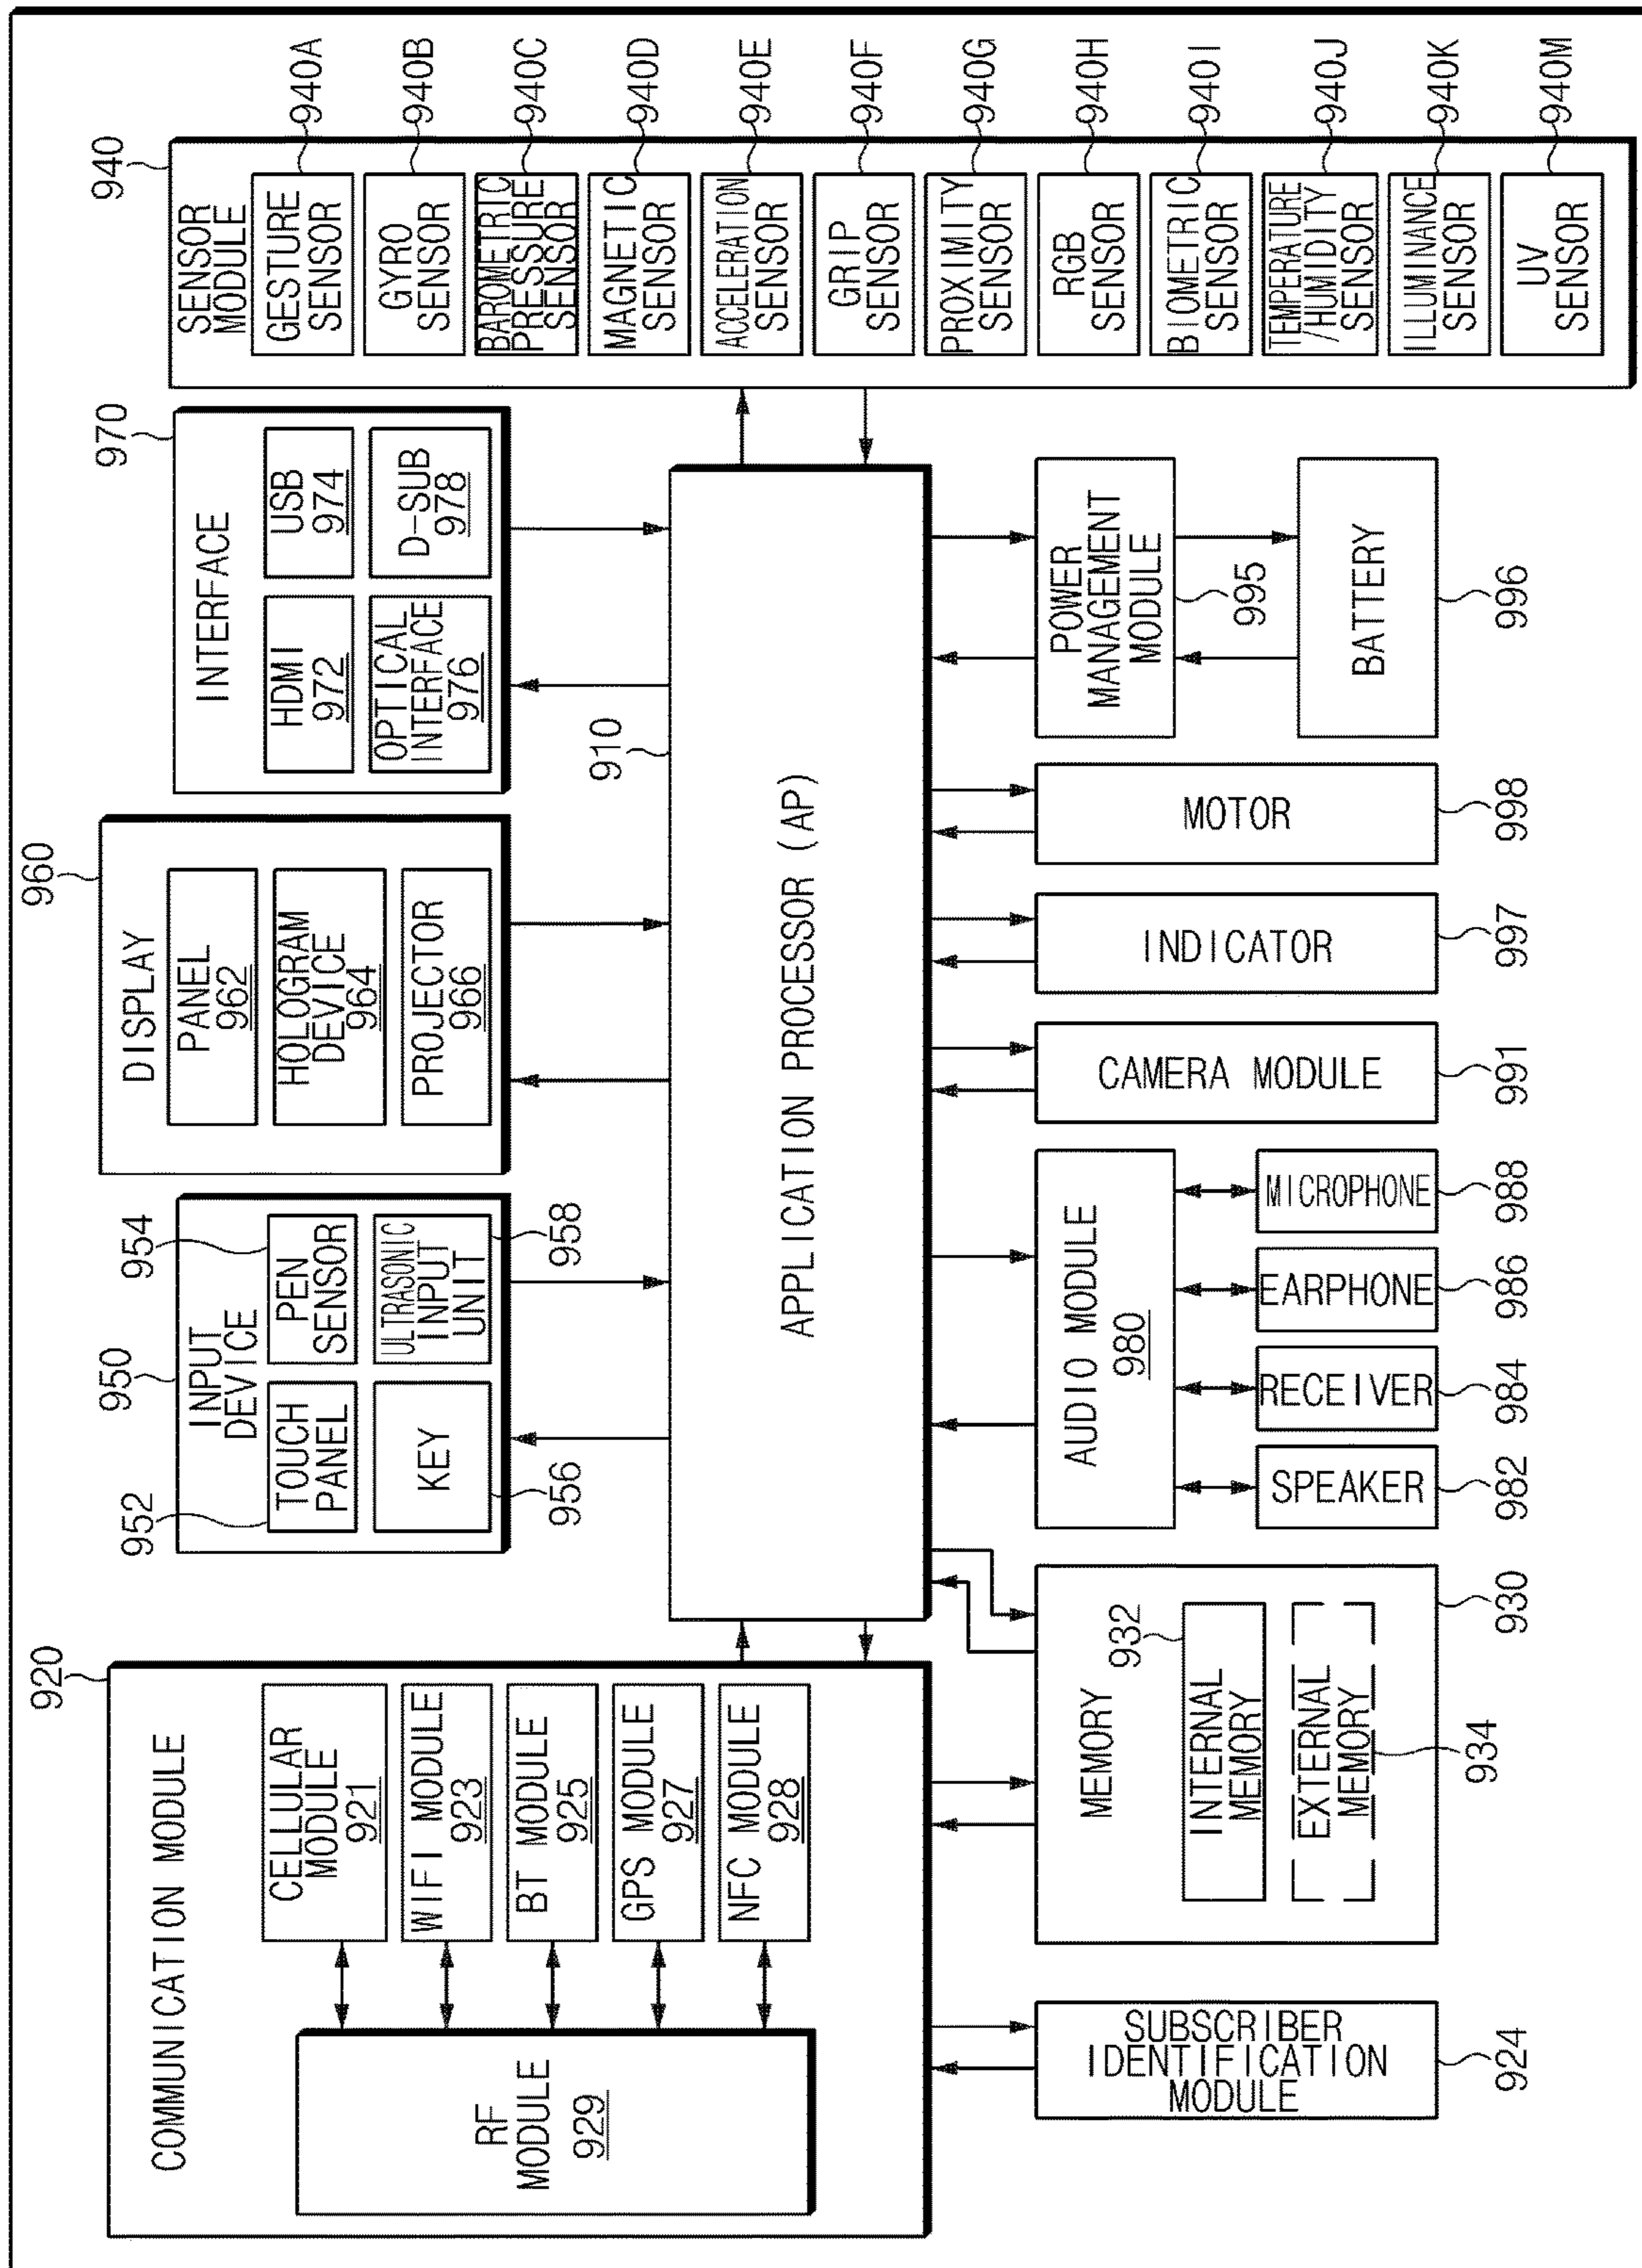 920
COMMUNICATION MODULE
CELLULAR
MODULE
921
WIFI MODULE
923
BT MODULE
925
GPS MODULE
927
NFC MODULE
928
RF
MODULE
929
950
INPUT
DEVICE
952
TOUCH
PANEL
954
PEN
SENSOR
KEY
956
ULTRASONIC
INPUT
UNIT
958
960
DISPLAY
PANEL
962
HOLOGRAM
DEVICE
964
PROJECTOR
966
970
INTERFACE
HDMI
972
USB
974
OPTICAL
INTERFACE
976
D-SUB
978
940
SENSOR
MODULE
GESTURE
SENSOR
940A
GYRO
SENSOR
940B
BAROMETRIC
PRESSURE
SENSOR
940C
MAGNETIC
SENSOR
940D
ACCELERATION
SENSOR
940E
GRIP
SENSOR
940F
PROXIMITY
SENSOR
940G
RGB
SENSOR
940H
BIOMETRIC
SENSOR
940I
TEMPERATURE
/HUMIDITY
SENSOR
940J
ILLUMINANCE
SENSOR
940K
UV
SENSOR
940M
910
APPLICATION PROCESSOR (AP)
SUBSCRIBER
IDENTIFICATION
MODULE
924
MEMORY
932
INTERNAL
MEMORY
EXTERNAL
MEMORY
934
930
AUDIO MODULE
980
SPEAKER
982
RECEIVER
984
EARPHONE
986
MICROPHONE
988
CAMERA MODULE
991
INDICATOR
997
MOTOR
998
POWER
MANAGEMENT
MODULE
995
BATTERY
996